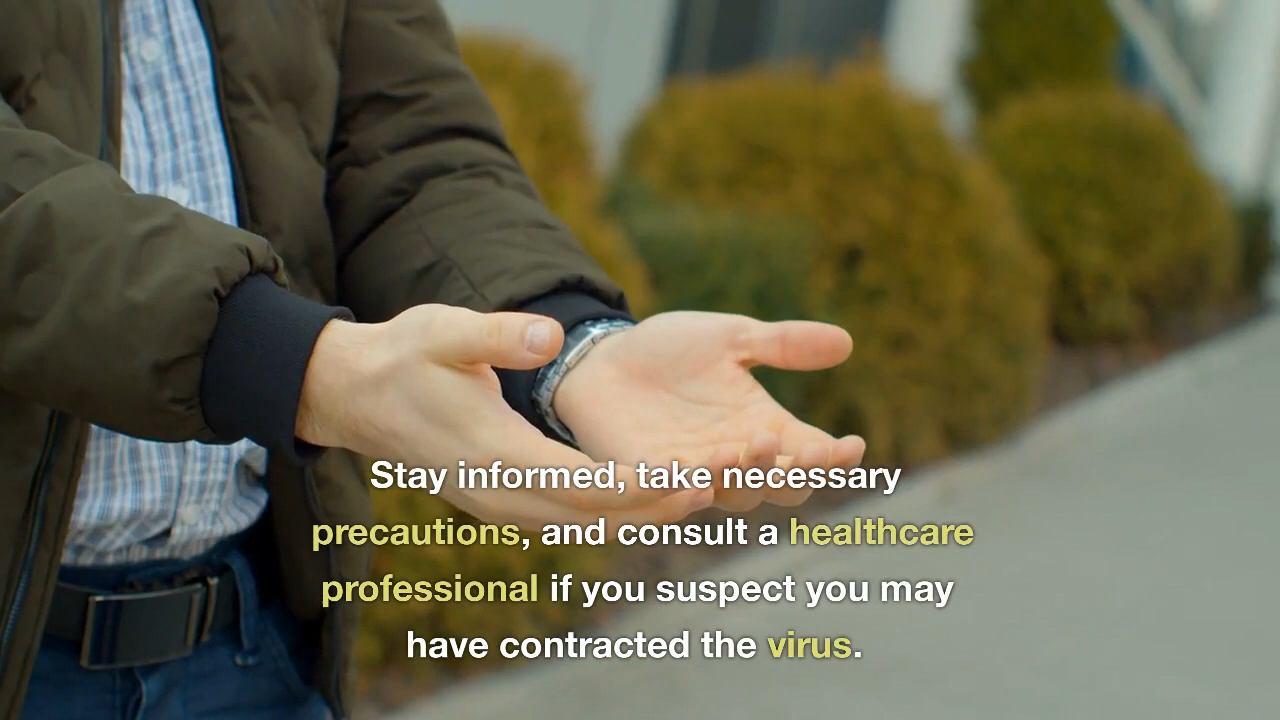 Stay informed, take necessary
precautions, and consult a healthcare
professional if you suspect you may
have contracted the virus.